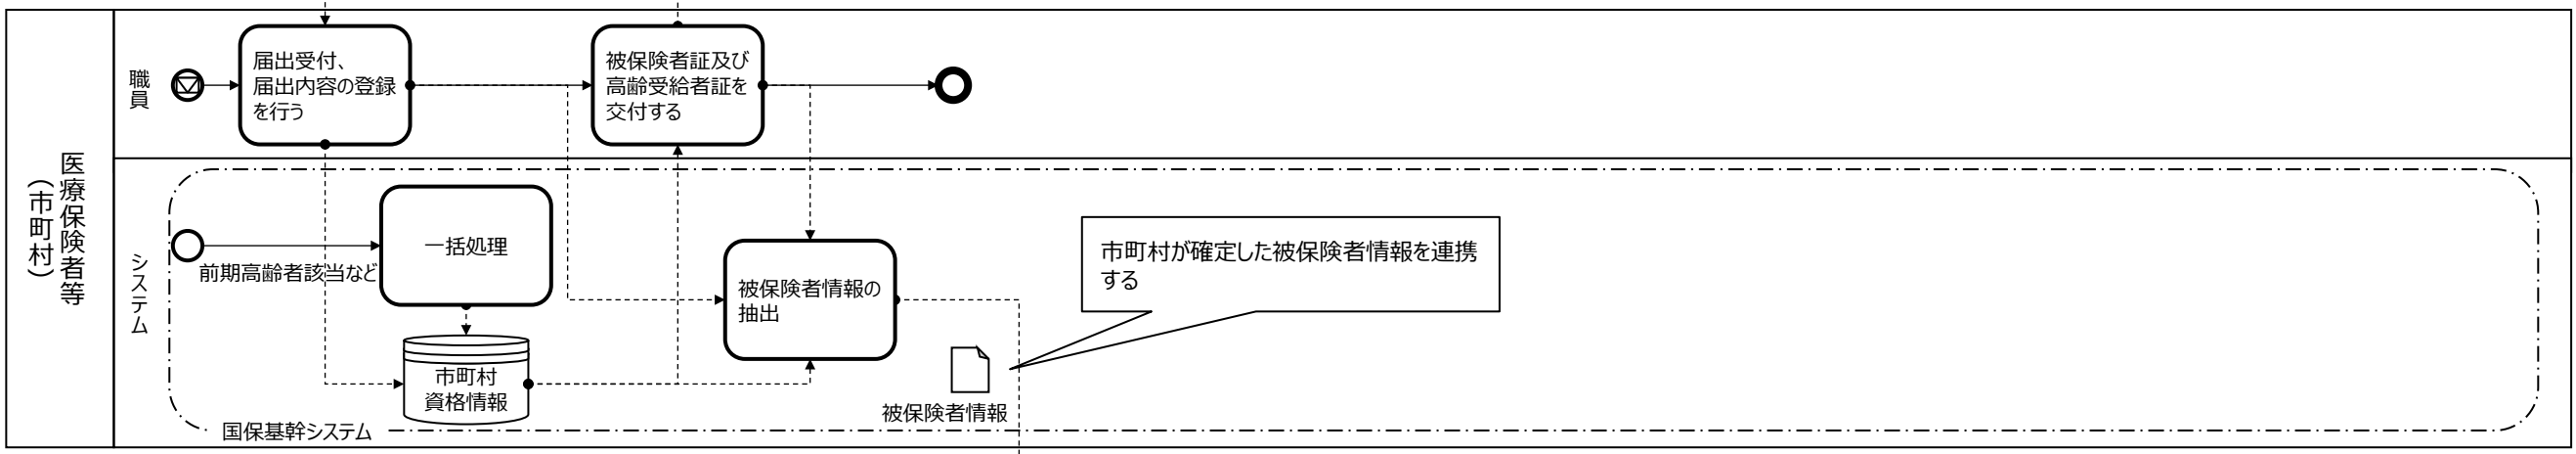 医療保険者等
（市町村）
職員
届出受付、
届出内容の登録
を行う
被保険者証及び
高齢受給者証を
交付する
システム
前期高齢者該当など
一括処理
市町村
資格情報
被保険者情報の
抽出
市町村が確定した被保険者情報を連携
する
被保険者情報
国保基幹システム